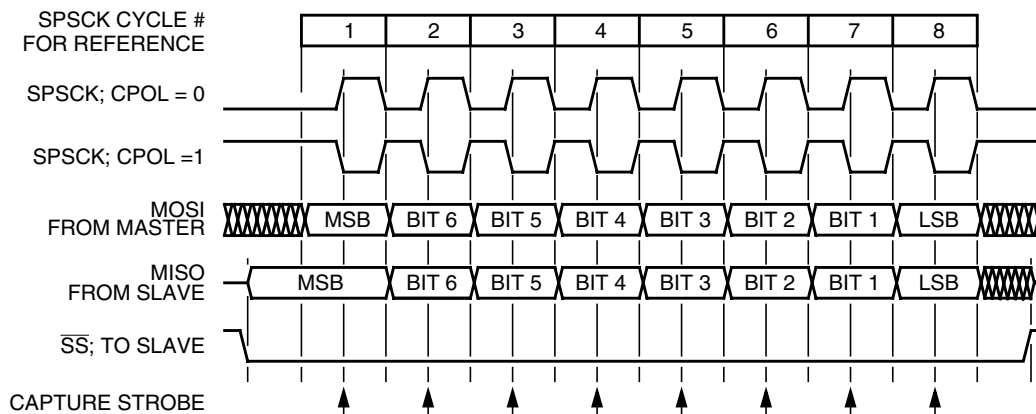 SPSCK CYCLE #
FOR REFERENCE
1 2 3 4 5 6 7 8
SPSCK; CPOL = 0
SPSCK; CPOL =1
MOSI
FROM MASTER
MSB BIT 6 BIT 5 BIT 4 BIT 3 BIT 2 BIT 1 LSB
MISO
FROM SLAVE
MSB BIT 6 BIT 5 BIT 4 BIT 3 BIT 2 BIT 1 LSB
S̅S̅; TO SLAVE
CAPTURE STROBE